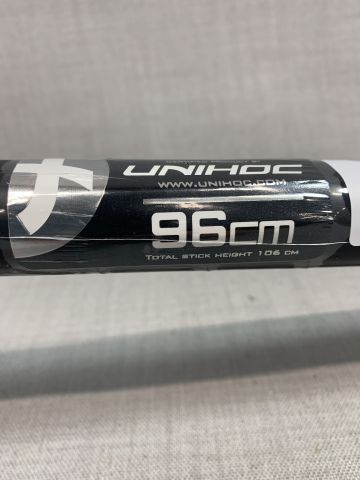 UNIHOC
WWW.UNIHOC.COM
96cm
TOTAL STICK HEIGHT 106 CM